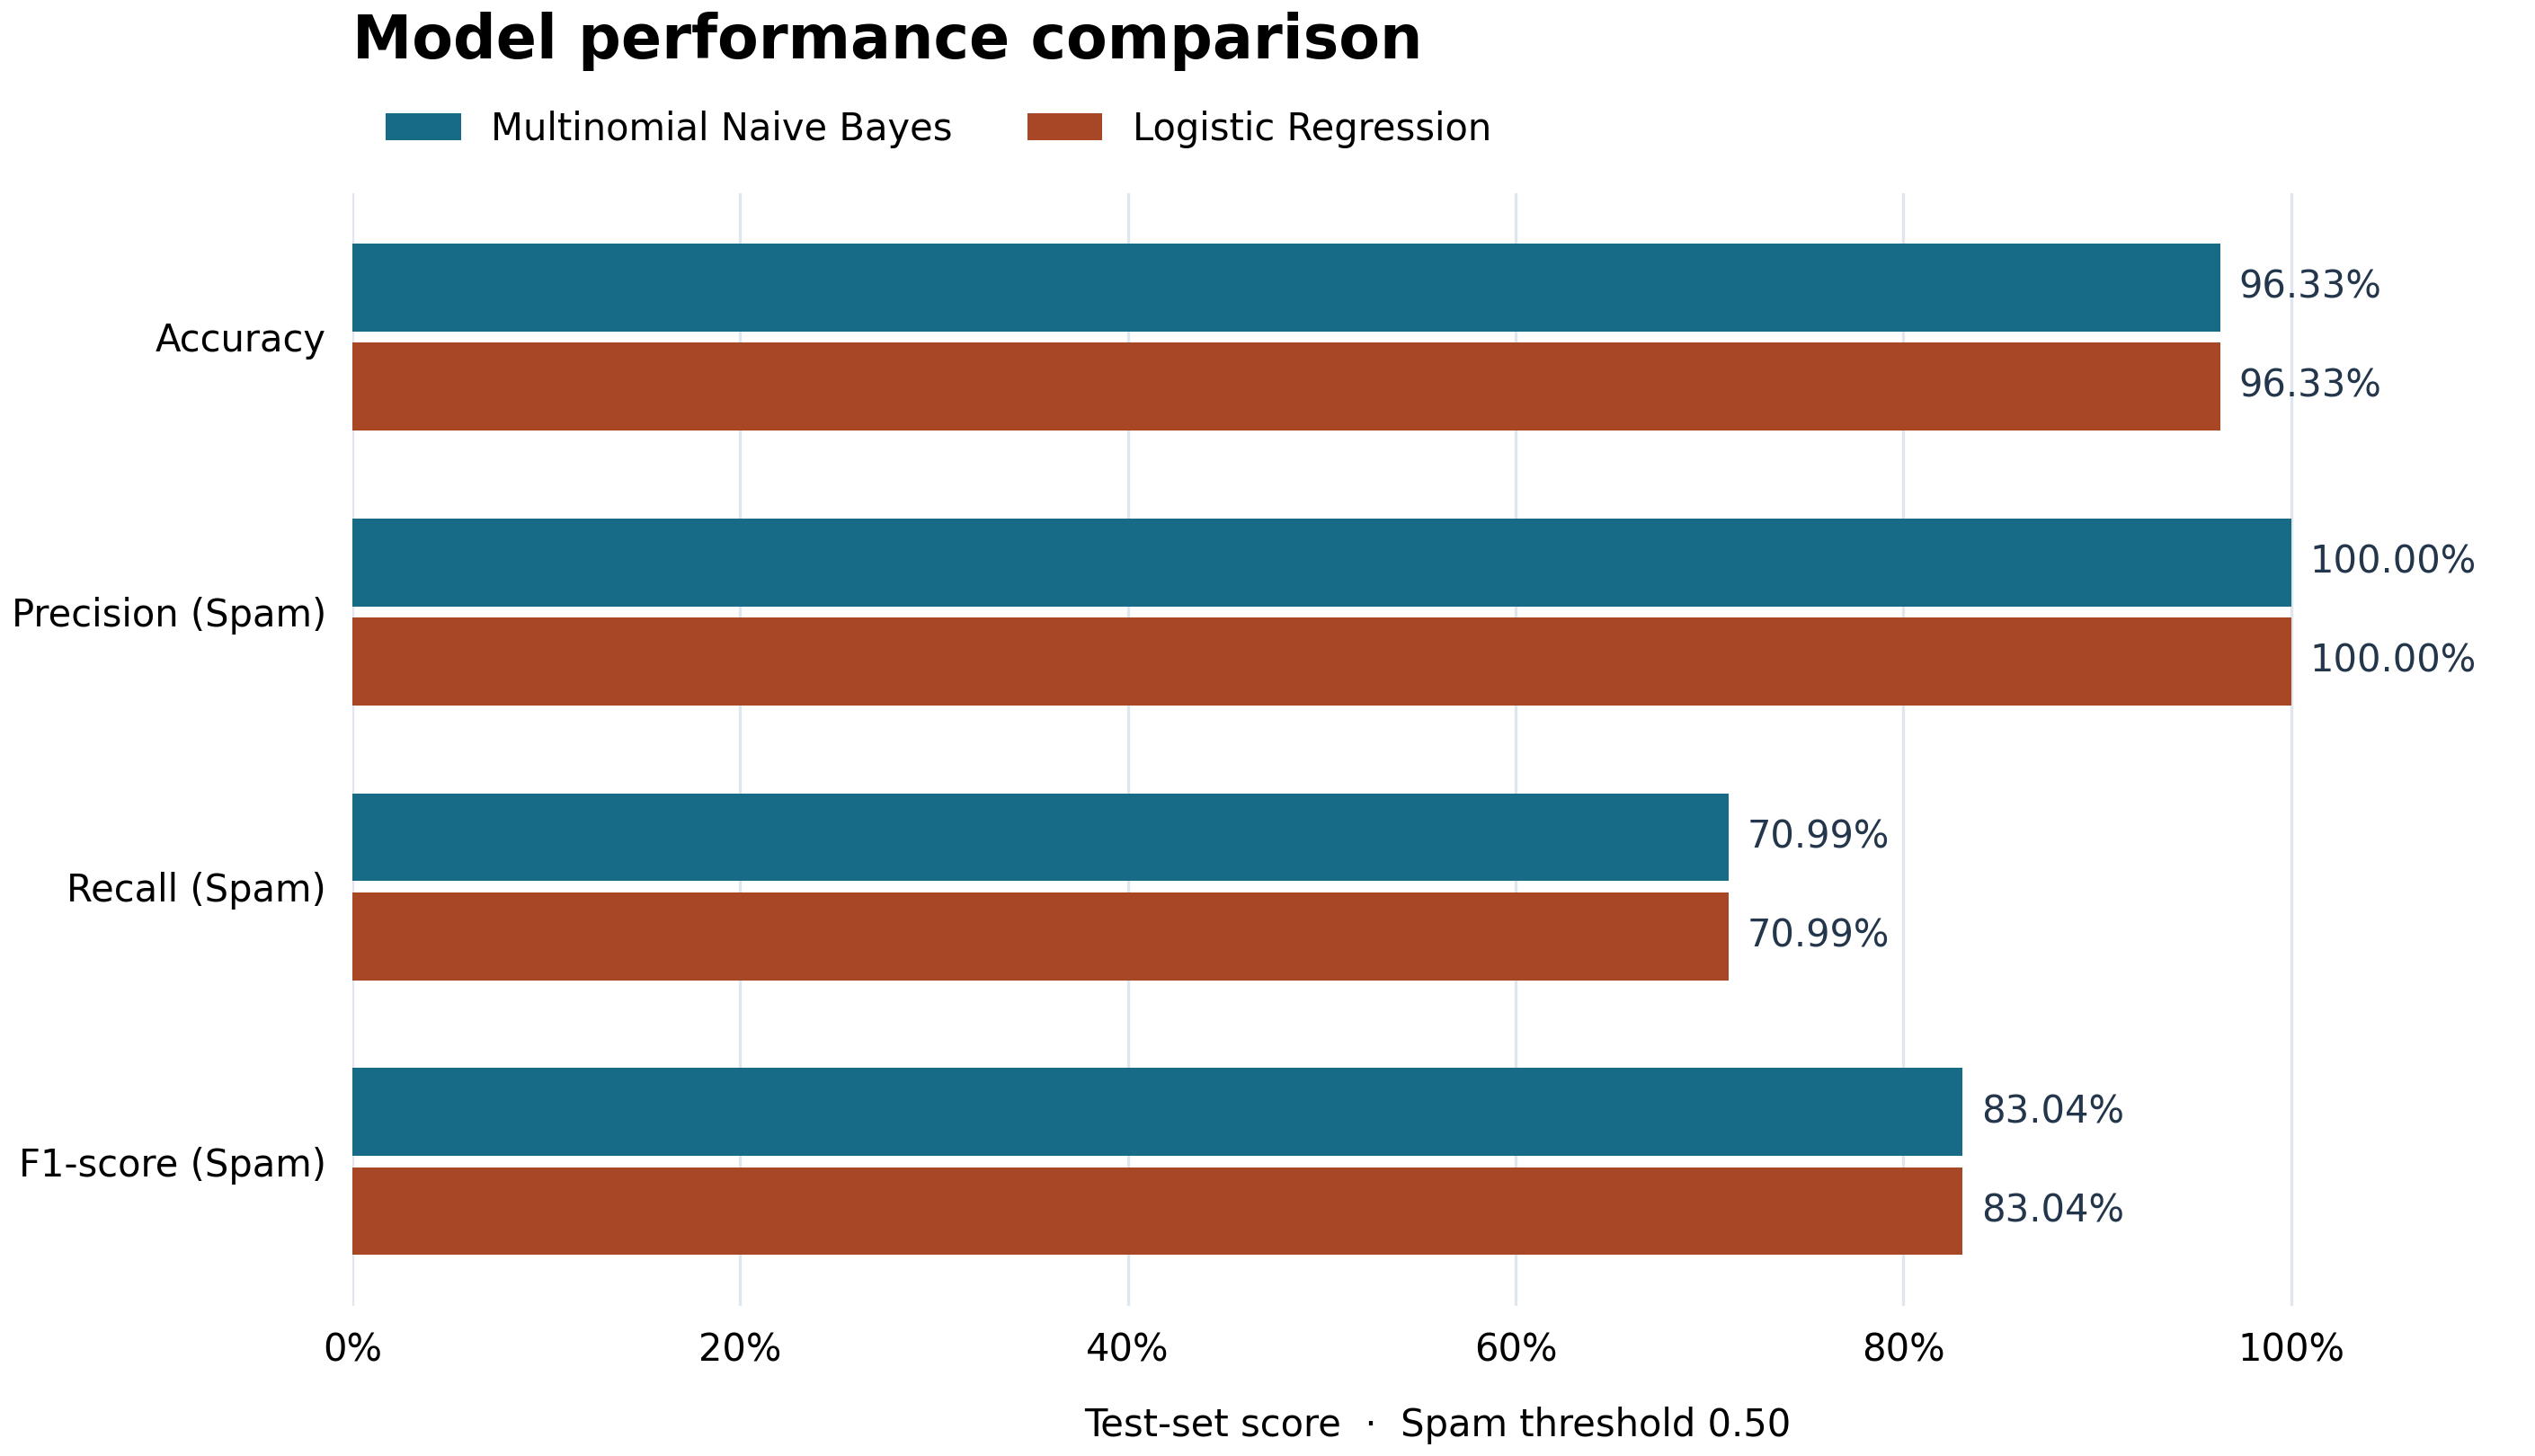 Model performance comparison
Multinomial Naive Bayes Logistic Regression
96.33%
Accuracy
96.33%
100.00%
Precision (Spam)
100.00%
70.99%
Recall (Spam)
70.99%
83.04%
F1-score (Spam)
83.04%
0% 20% 40% 60% 80% 100%
Test-set score · Spam threshold 0.50